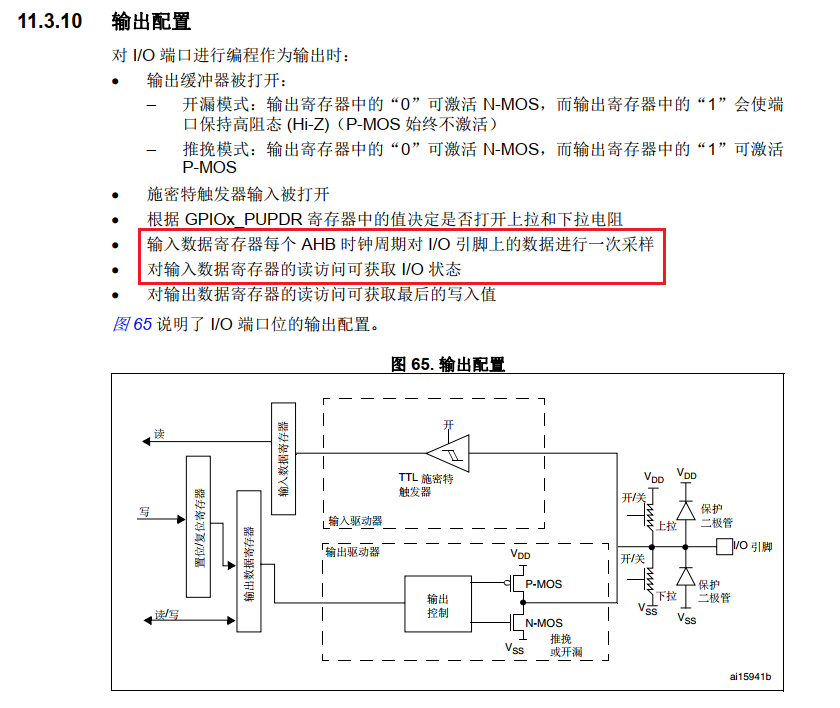 11.3.10 输出配置
对 I/O 端口进行编程作为输出时:
• 输出缓冲器被打开:
– 开漏模式:输出寄存器中的“0”可激活 N-MOS,而输出寄存器中的“1”会使端
口保持高阻态 (Hi-Z)(P-MOS 始终不激活)
– 推挽模式:输出寄存器中的“0”可激活 N-MOS,而输出寄存器中的“1”可激活
P-MOS
• 施密特触发器输入被打开
• 根据 GPIOx_PUPDR 寄存器中的值决定是否打开上拉和下拉电阻
• 输入数据寄存器每个 AHB 时钟周期对 I/O 引脚上的数据进行一次采样
• 对输入数据寄存器的读访问可获取 I/O 状态
• 对输出数据寄存器的读访问可获取最后的写入值
图 65 说明了 I/O 端口位的输出配置。
图 65. 输出配置
读
写
读/写
置位/复位寄存器
输入数据寄存器
输出数据寄存器
开
TTL 施密特
触发器
输入驱动器
输出驱动器
输出
控制
VDD
P-MOS
N-MOS
VSS
推挽
或开漏
VDD
开/关
上拉
开/关
下拉
VSS
VDD
保护
二极管
I/O 引脚
保护
二极管
VSS
ai15941b